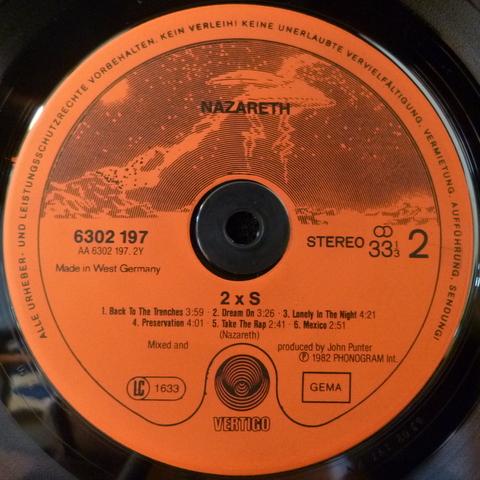 ALLE URHEBER- UND LEISTUNGSSCHUTZRECHTE VORBEHALTEN. KEIN VERLEIH! KEINE UNERLAUBTE VERVIELFÄLTIGUNG, VERMIETUNG, AUFFÜHRUNG, SENDUNG!
NAZARETH
6302 197
AA 6302 197. 2Y
Made in West Germany
STEREO 33 1/3 2
2 x S
1. Back To The Trenches 3:59 · 2. Dream On 3:26 · 3. Lonely In The Night 4:21
4. Preservation 4:01 · 5. Take The Rap 2:41 · 6. Mexico 2:51
(Nazareth)
Mixed and produced by John Punter
Ⓟ 1982 PHONOGRAM Int.
LC 1633
GEMA
VERTIGO